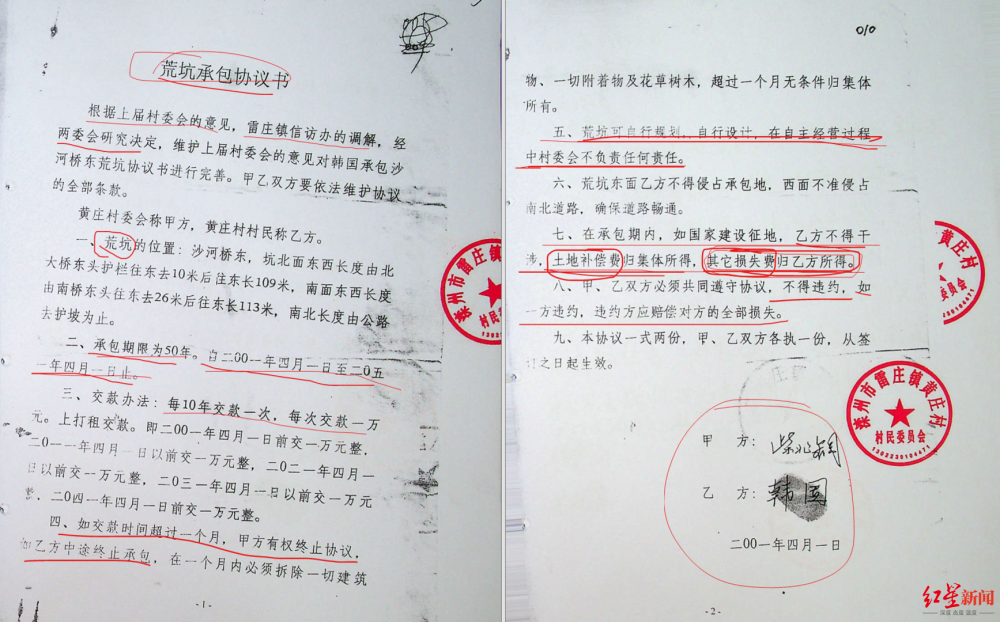 荒坑承包协议书
根据上届村委会的意见，雷庄镇信访办的调解，经
两委会研究决定，维护上届村委会的意见对韩国承包沙
河桥东荒坑协议书进行完善。甲乙双方要依法维护协议
的全部条款。
黄庄村委会称甲方，黄庄村村民称乙方。
一、荒坑的位置：沙河桥东，坑北面东西长度由北
大桥东头护栏往东去10米后往东长109米，南面东西长度
由南桥东头往东去26米后往东长113米，南北长度由公路
去护坡为止。
二、承包期限为50年。自二00一年四月一日至二0五
一年四月一日止。
三、交款办法：每10年交款一次，每次交款一万
元。上打租交款。即二00一年四月一日前交一万元整，
二0一一年四月一日以前交一万元整，二0二一年四月一
日以前交一万元整，二0三一年四月一日以前交一万元
整，二0四一年四月一日前交一万元整。
四、如交款时间超过一个月，甲方有权终止协议，
如乙方中途终止承包，在一个月内必须拆除一切建筑
-1-
滦州市雷庄镇黄庄村
村民委员会
010
物、一切附着物及花草树木，超过一个月无条件归集体
所有。
五、荒坑可自行规划、自行设计，在自主经营过程
中村委会不负责任何责任。
六、荒坑东面乙方不得侵占承包地，西面不准侵占
南北道路，确保道路畅通。
七、在承包期内，如国家建设征地，乙方不得干
涉，土地补偿费归集体所得，其它损失费归乙方所得。
八、甲、乙双方必须共同遵守协议，不得违约，如
一方违约，违约方应赔偿对方的全部损失。
九、本协议一式两份，甲、乙双方各执一份，从签
订之日起生效。
甲 方：
乙 方：韩国
二00一年四月一日
-2-
黄庄村
民委员会
滦州市雷庄镇黄庄村
村民委员会
1302230104471
红星新闻